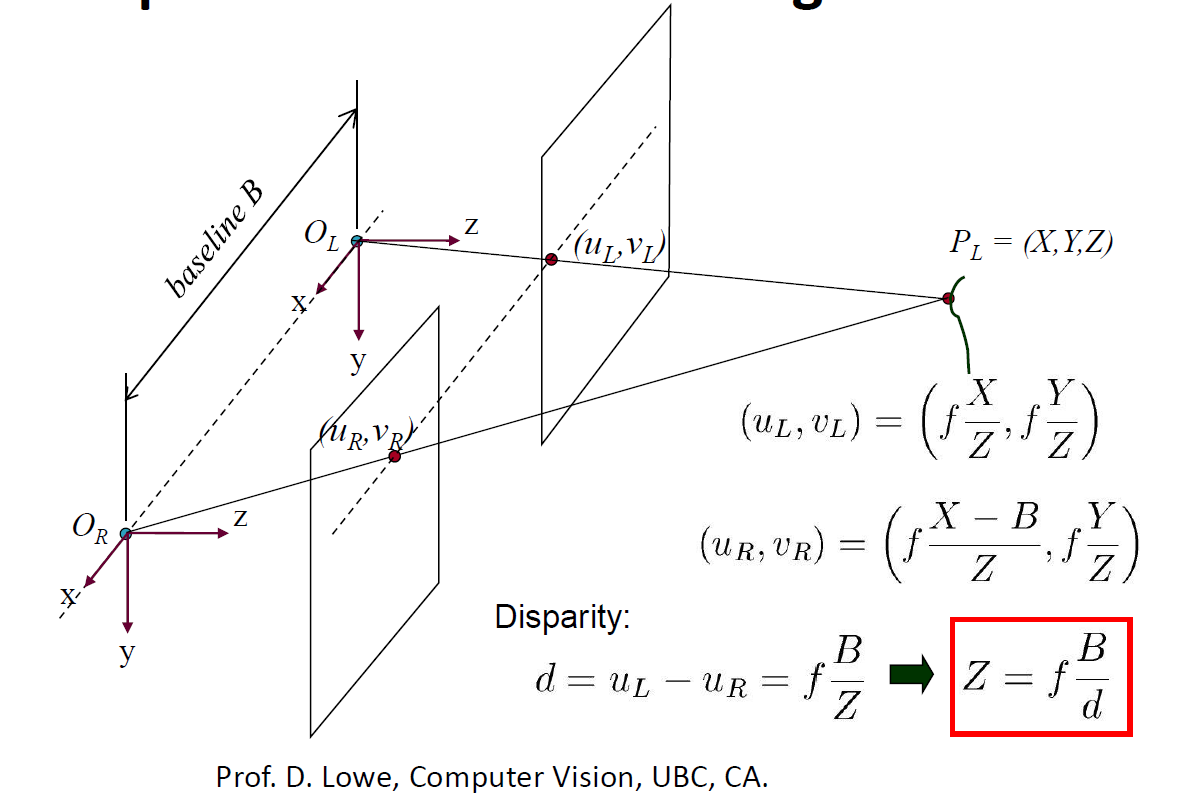 baseline B
O_L
z
x
y
(u_L,v_L)
P_L = (X,Y,Z)
(u_R,v_R)
O_R
z
x
y
(u_L, v_L) = (f X/Z, f Y/Z)
(u_R, v_R) = (f (X − B)/Z, f Y/Z)
Disparity:
d = u_L − u_R = f B/Z
Z = f B/d
Prof. D. Lowe, Computer Vision, UBC, CA.